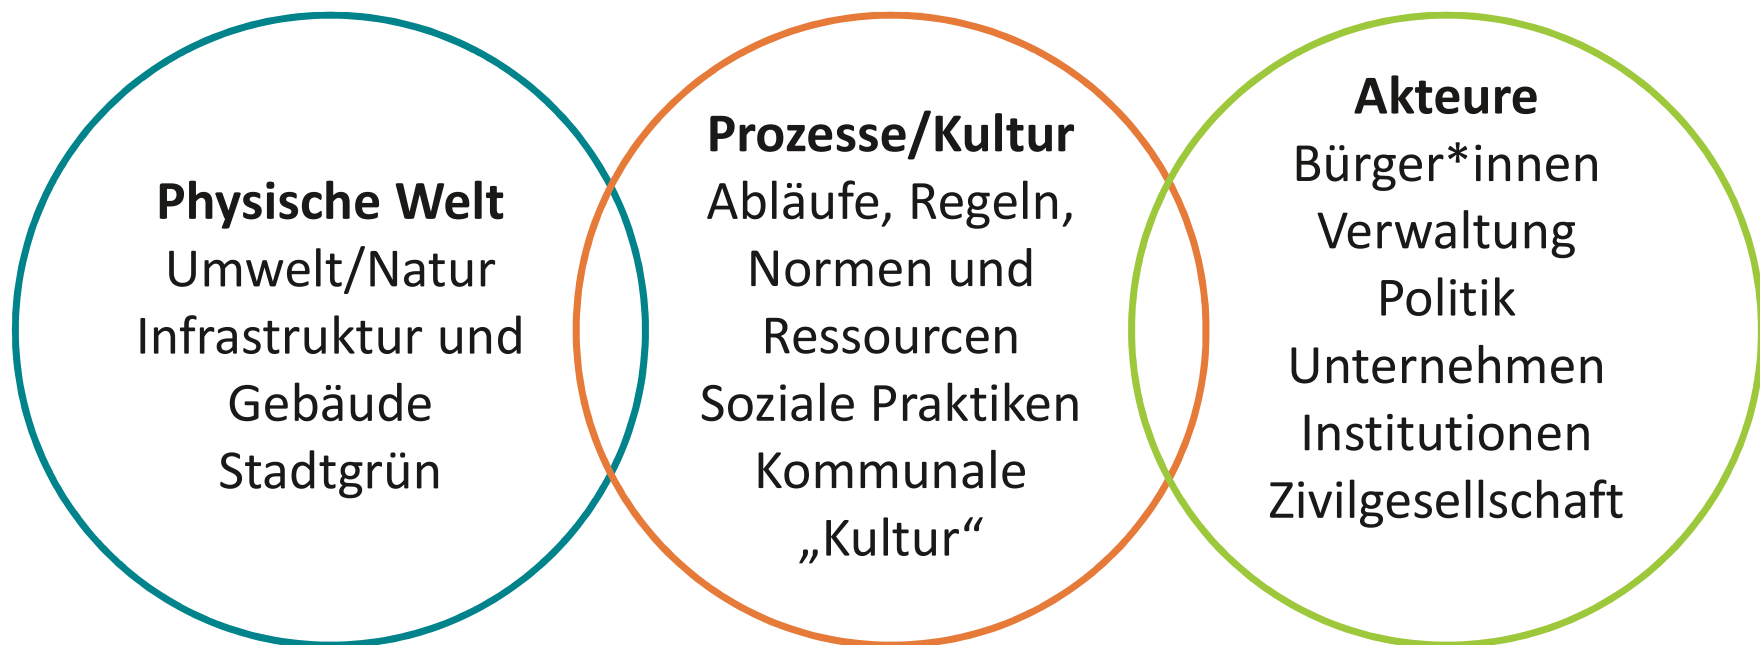 Physische Welt
Umwelt/Natur
Infrastruktur und
Gebäude
Stadtgrün
Prozesse/Kultur
Abläufe, Regeln,
Normen und
Ressourcen
Soziale Praktiken
Kommunale
„Kultur“
Akteure
Bürger*innen
Verwaltung
Politik
Unternehmen
Institutionen
Zivilgesellschaft